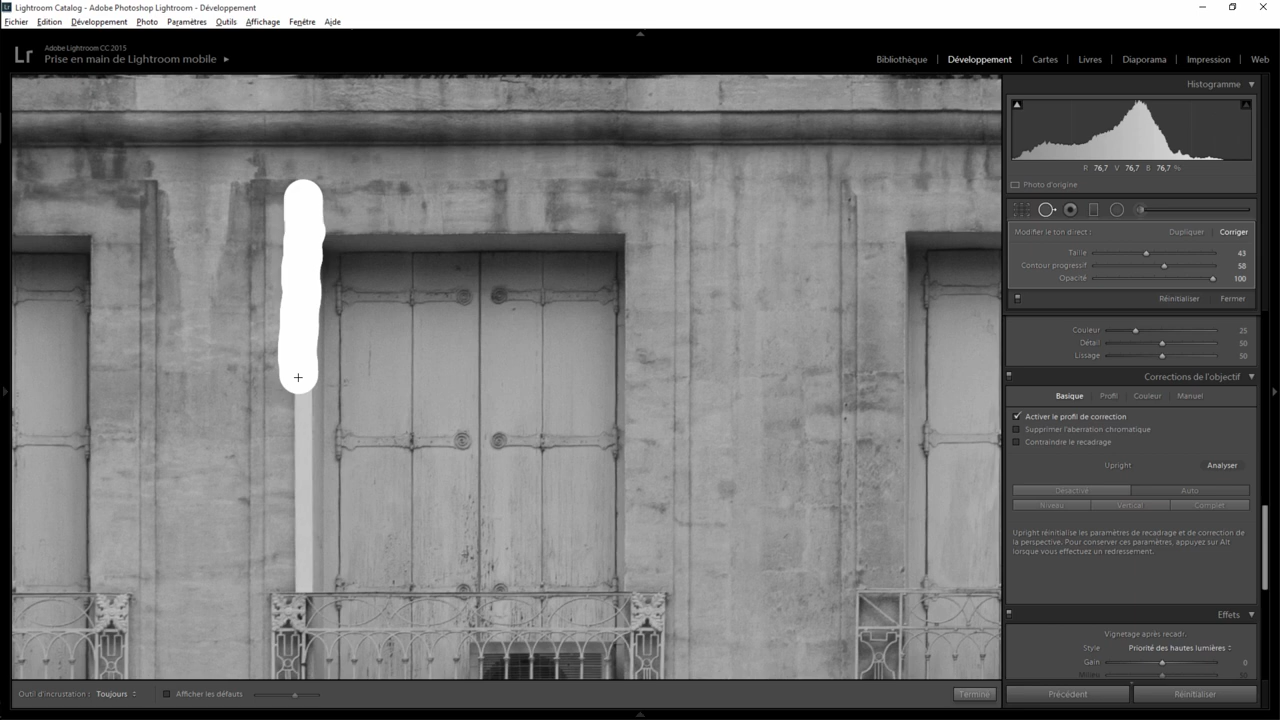 Lightroom Catalog - Adobe Photoshop Lightroom - Développement
Fichier Edition Développement Photo Paramètres Outils Affichage Fenêtre Aide
Lr
Adobe Lightroom CC 2015
Prise en main de Lightroom mobile
Bibliothèque | Développement | Cartes | Livres | Diaporama | Impression | Web
Histogramme
R 76,7 V 76,7 B 76,7 %
Photo d'origine
Modifier le ton direct : Dupliquer Corriger
Taille 43
Contour progressif 58
Opacité 100
Réinitialiser Fermer
Couleur 25
Détail 50
Lissage 50
Corrections de l'objectif
Basique Profil Couleur Manuel
Activer le profil de correction
Supprimer l'aberration chromatique
Contraindre le recadrage
Upright Analyser
Désactivé Auto
Niveau Vertical Complet
Upright réinitialise les paramètres de recadrage et de correction de
la perspective. Pour conserver ces paramètres, appuyez sur Alt
lorsque vous effectuez un redressement.
Effets
Vignetage après recadr.
Style Priorité des hautes lumières
Gain 0
Milieu 50
Outil d'incrustation : Toujours Afficher les défauts Terminé
Précédent Réinitialiser